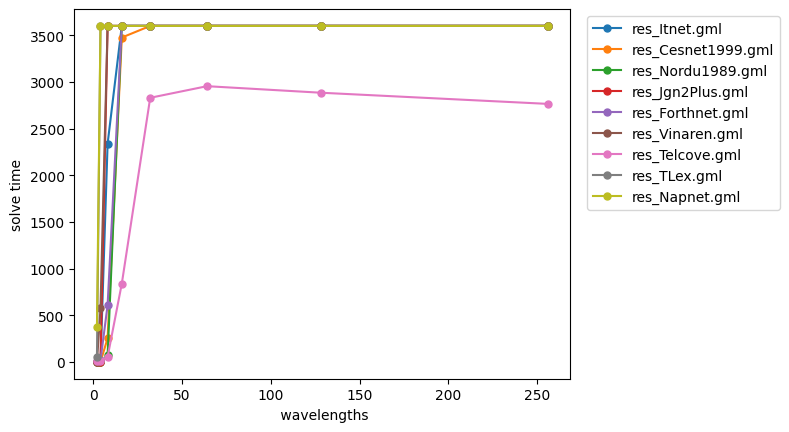 solve time
3500
3000
2500
2000
1500
1000
500
0
0
50
100
150
200
250
wavelengths
res_Itnet.gml
res_Cesnet1999.gml
res_Nordu1989.gml
res_Jgn2Plus.gml
res_Forthnet.gml
res_Vinaren.gml
res_Telcove.gml
res_TLex.gml
res_Napnet.gml